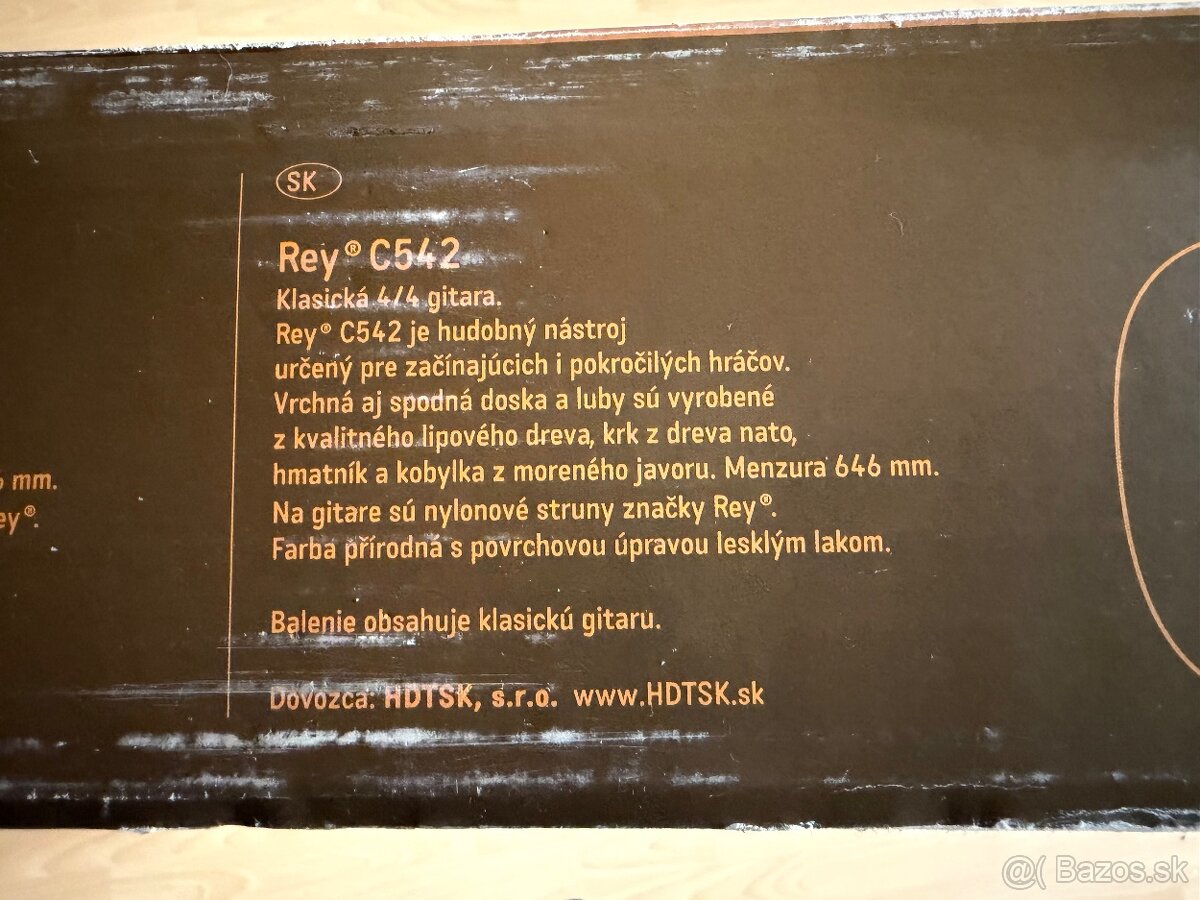 SK
Rey® C542
Klasická 4/4 gitara.
Rey® C542 je hudobný nástroj
určený pre začínajúcich i pokročilých hráčov.
Vrchná aj spodná doska a luby sú vyrobené
z kvalitného lipového dreva, krk z dreva nato,
hmatník a kobylka z moreného javoru. Menzura 646 mm.
Na gitare sú nylonové struny značky Rey®.
Farba přírodná s povrchovou úpravou lesklým lakom.
Balenie obsahuje klasickú gitaru.
Dovozca: HDTSK, s.r.o. www.HDTSK.sk
mm.
ey®.
@( Bazos.sk